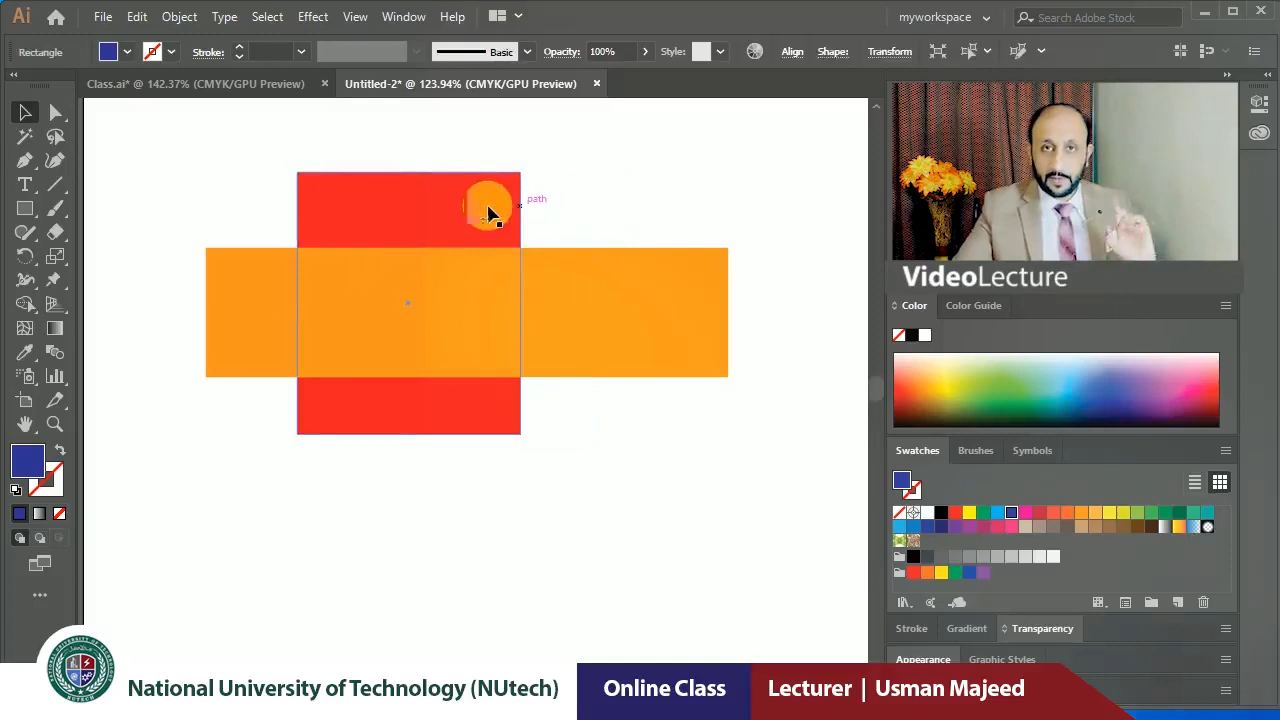 Ai File Edit Object Type Select Effect View Window Help myworkspace Search Adobe Stock
Rectangle Stroke: Basic Opacity: 100% Style: Align Shape: Transform
Class.ai* @ 142.37% (CMYK/GPU Preview) Untitled-2* @ 123.94% (CMYK/GPU Preview)
path
VideoLecture
Color Color Guide
Swatches Brushes Symbols
Stroke Gradient Transparency
Appearance Graphic Styles
National University of Technology (NUtech) Online Class Lecturer | Usman Majeed